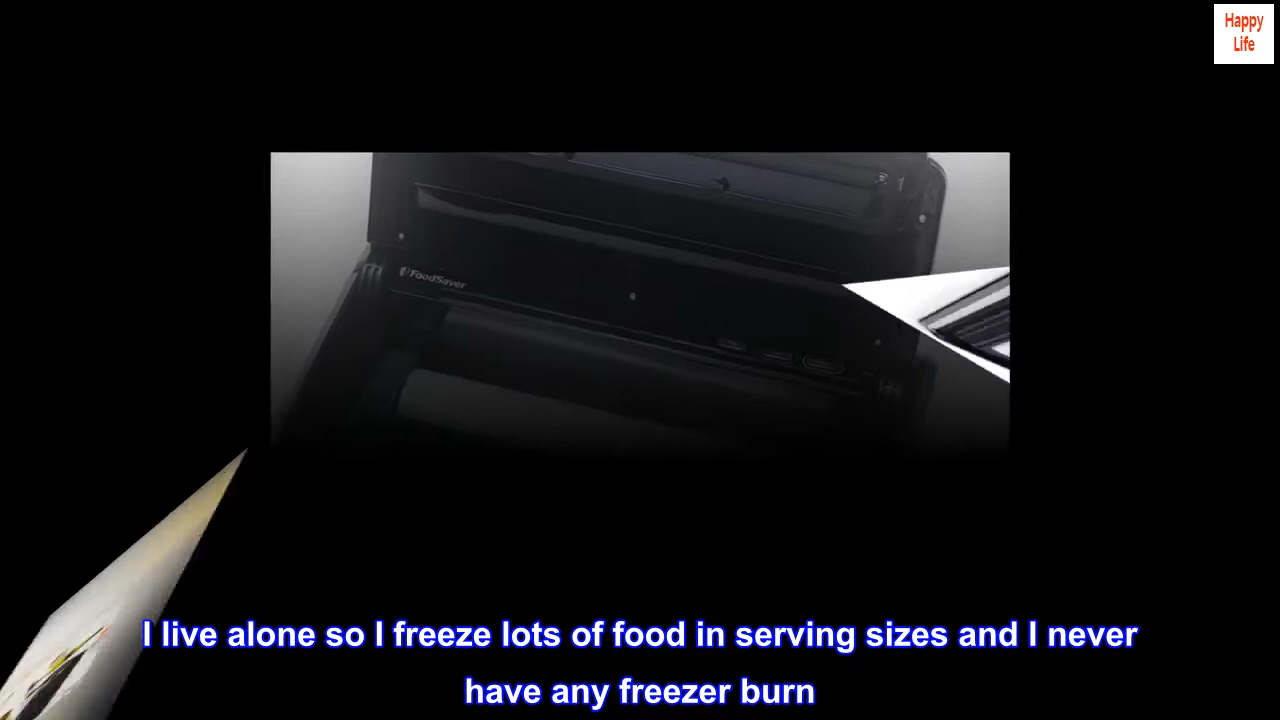 Happy
Life
FoodSaver
I live alone so I freeze lots of food in serving sizes and I never
have any freezer burn